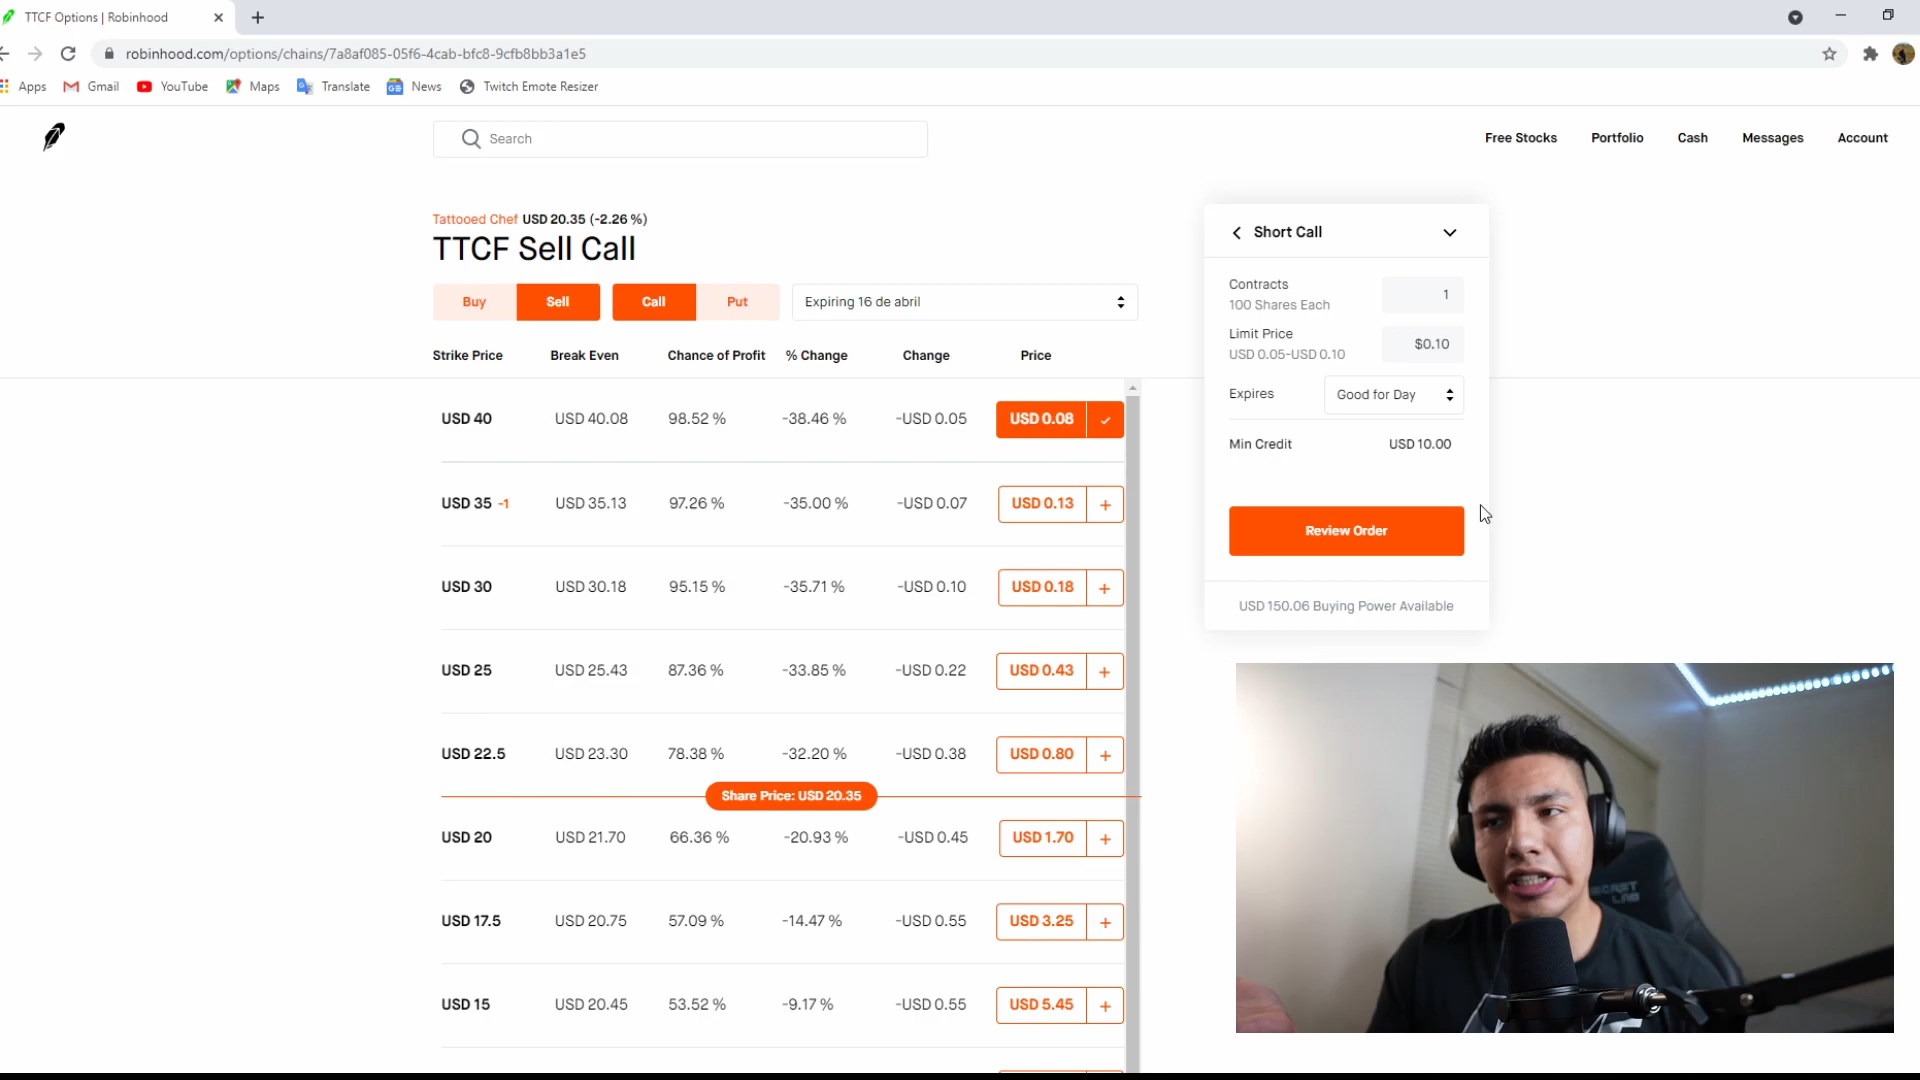 TTCF Options | Robinhood
robinhood.com/options/chains/7a8af085-05f6-4cab-bfc8-9cfb8bb3a1e5
Apps Gmail YouTube Maps Translate News Twitch Emote Resizer
Search
Free Stocks Portfolio Cash Messages Account
Tattooed Chef USD 20.35 (-2.26 %)
TTCF Sell Call
Buy Sell Call Put Expiring 16 de abril
Strike Price Break Even Chance of Profit % Change Change Price
USD 40 USD 40.08 98.52 % -38.46 % -USD 0.05 USD 0.08
USD 35 -1 USD 35.13 97.26 % -35.00 % -USD 0.07 USD 0.13 +
USD 30 USD 30.18 95.15 % -35.71 % -USD 0.10 USD 0.18 +
USD 25 USD 25.43 87.36 % -33.85 % -USD 0.22 USD 0.43 +
USD 22.5 USD 23.30 78.38 % -32.20 % -USD 0.38 USD 0.80 +
Share Price: USD 20.35
USD 20 USD 21.70 66.36 % -20.93 % -USD 0.45 USD 1.70 +
USD 17.5 USD 20.75 57.09 % -14.47 % -USD 0.55 USD 3.25 +
USD 15 USD 20.45 53.52 % -9.17 % -USD 0.55 USD 5.45 +
Short Call
Contracts 1
100 Shares Each
Limit Price $0.10
USD 0.05-USD 0.10
Expires Good for Day
Min Credit USD 10.00
Review Order
USD 150.06 Buying Power Available